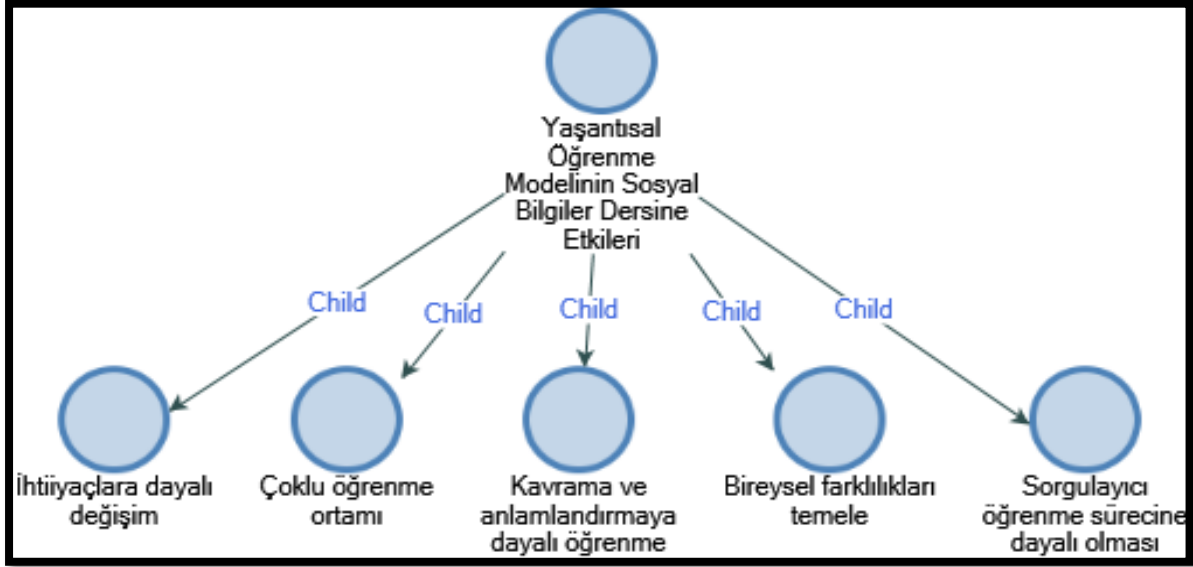 Yaşantısal
Öğrenme
Modelinin Sosyal
Bilgiler Dersine
Etkileri
Child
Child
Child
Child
Child
İhtiiyaçlara dayalı
değişim
Çoklu öğrenme
ortamı
Kavrama ve
anlamlandırmaya
dayalı öğrenme
Bireysel farklılıkları
temele
Sorgulayıcı
öğrenme sürecine
dayalı olması